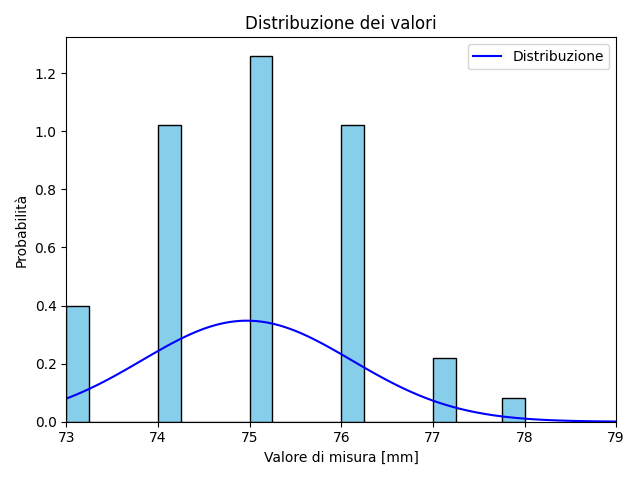 Distribuzione dei valori
Distribuzione
Probabilità
1.2
1.0
0.8
0.6
0.4
0.2
0.0
73 74 75 76 77 78 79
Valore di misura [mm]